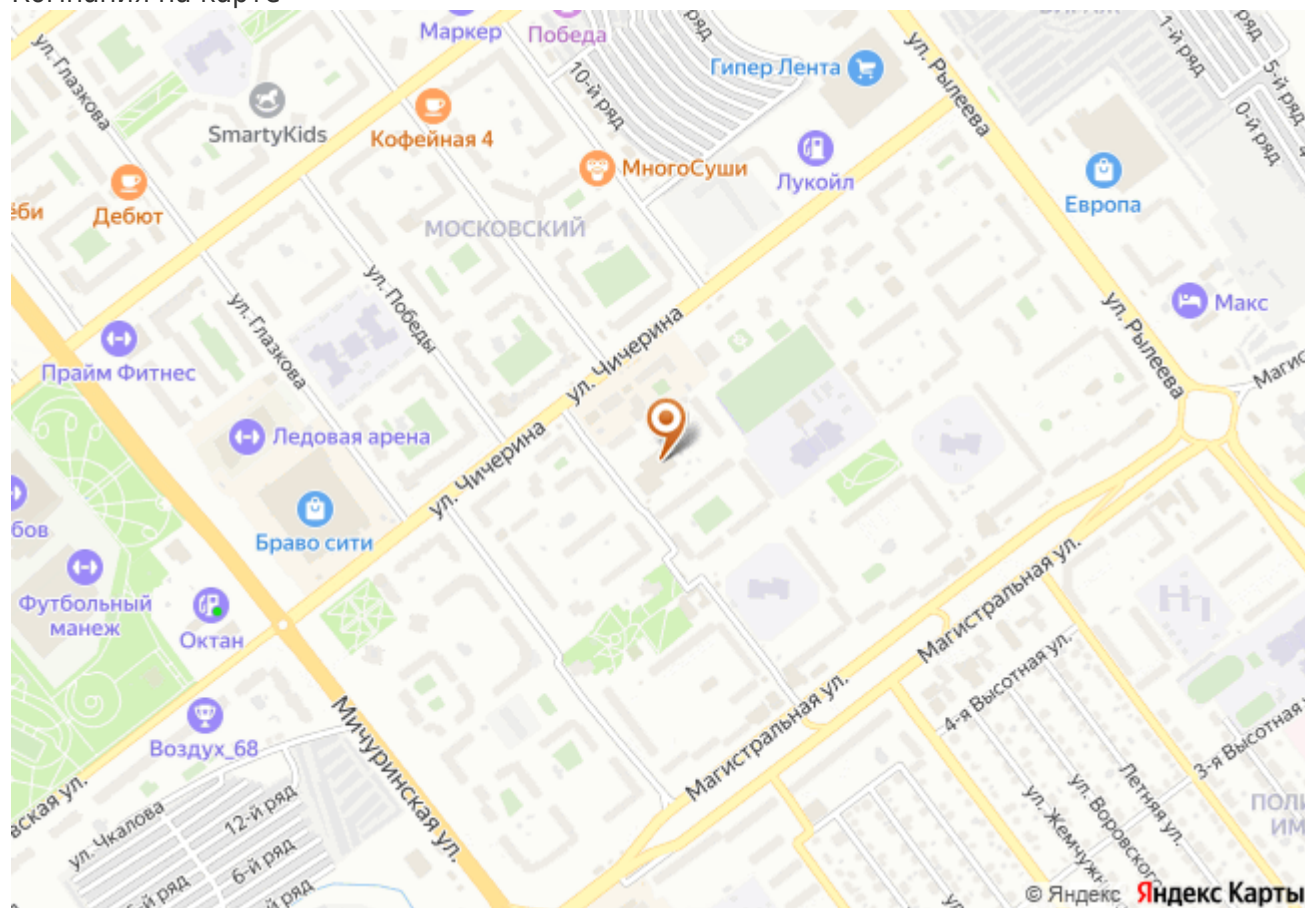 Маркер
Победа
10-й ряд
ряд
Гипер Лента
ул. Рылеева
1-й ряд
5-й ряд
0-й ряд
ул. Глазкова
SmartyKids
Кофейная 4
МногоСуши
Лукойл
Европа
Дебют
МОСКОВСКИЙ
ул. Победы
ул. Глазкова
ул. Чичерина
ул. Рылеева
Макс
Прайм Фитнес
Ледовая арена
ул. Чичерина
Браво сити
Футбольный
манеж
Октан
Воздух_68
Мичуринская ул.
Магистральная ул.
Магистральная ул.
4-я Высотная ул.
3-я Высотная
Летняя ул.
ул. Воровского
ул. Чкалова
12-й ряд
6-й ряд
й ряд
й ряд
© Яндекс Яндекс Карты